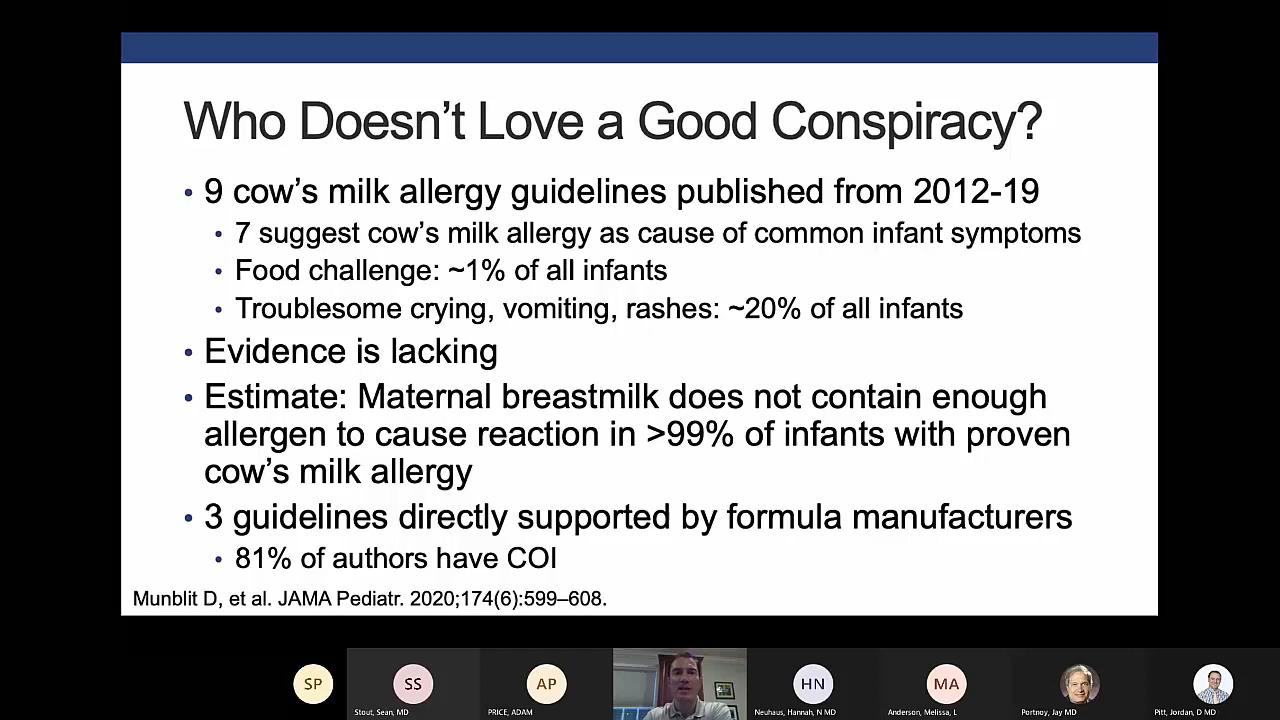 Who Doesn't Love a Good Conspiracy?
• 9 cow's milk allergy guidelines published from 2012-19
• 7 suggest cow's milk allergy as cause of common infant symptoms
• Food challenge: ~1% of all infants
• Troublesome crying, vomiting, rashes: ~20% of all infants
• Evidence is lacking
• Estimate: Maternal breastmilk does not contain enough
allergen to cause reaction in >99% of infants with proven
cow's milk allergy
• 3 guidelines directly supported by formula manufacturers
• 81% of authors have COI
Munblit D, et al. JAMA Pediatr. 2020;174(6):599–608.
SP
SS
AP
HN
MA
Stout, Sean, MD
PRICE, ADAM
Neuhaus, Hannah, N MD
Anderson, Melissa, L
Portnoy, Jay MD
Pitt, Jordan, D MD